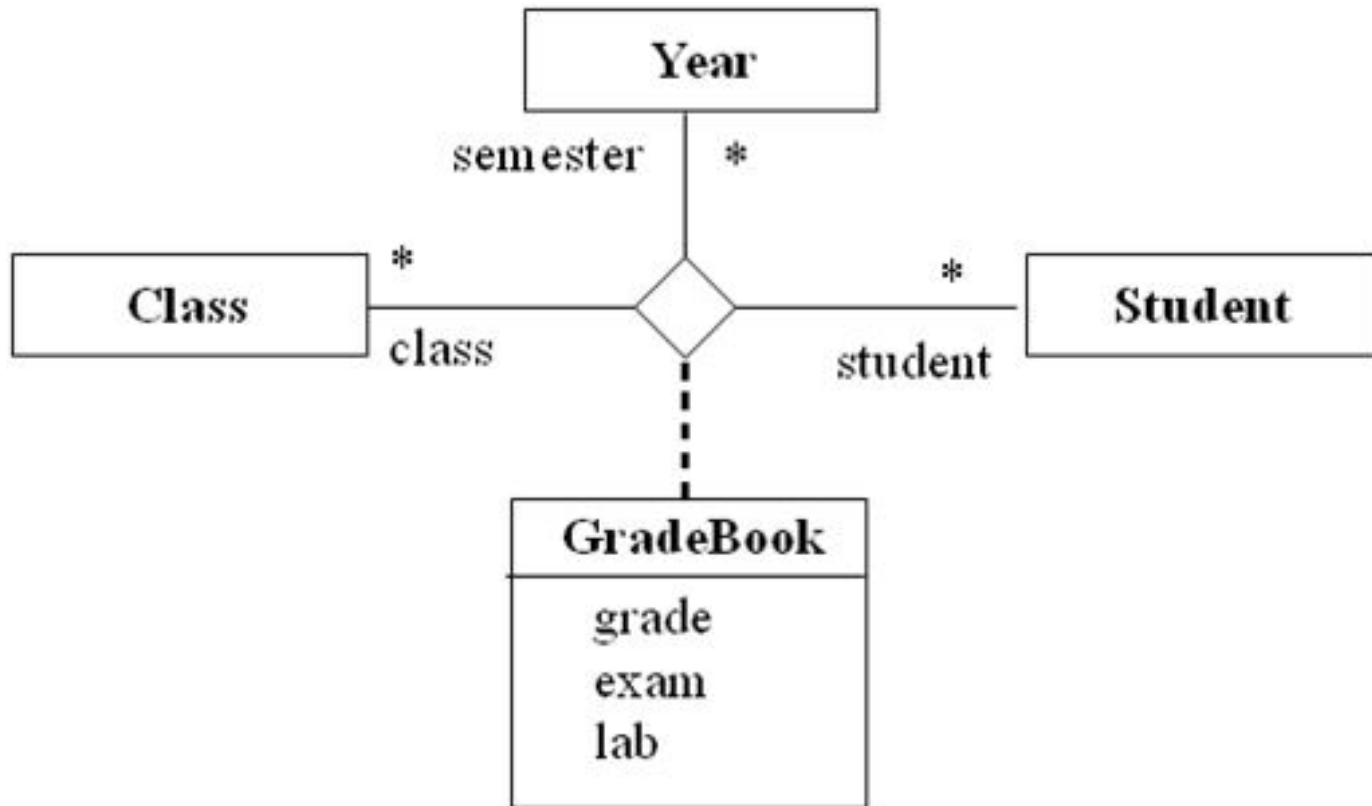 Year
semester *
* *
Class Student
class student
GradeBook
grade
exam
lab